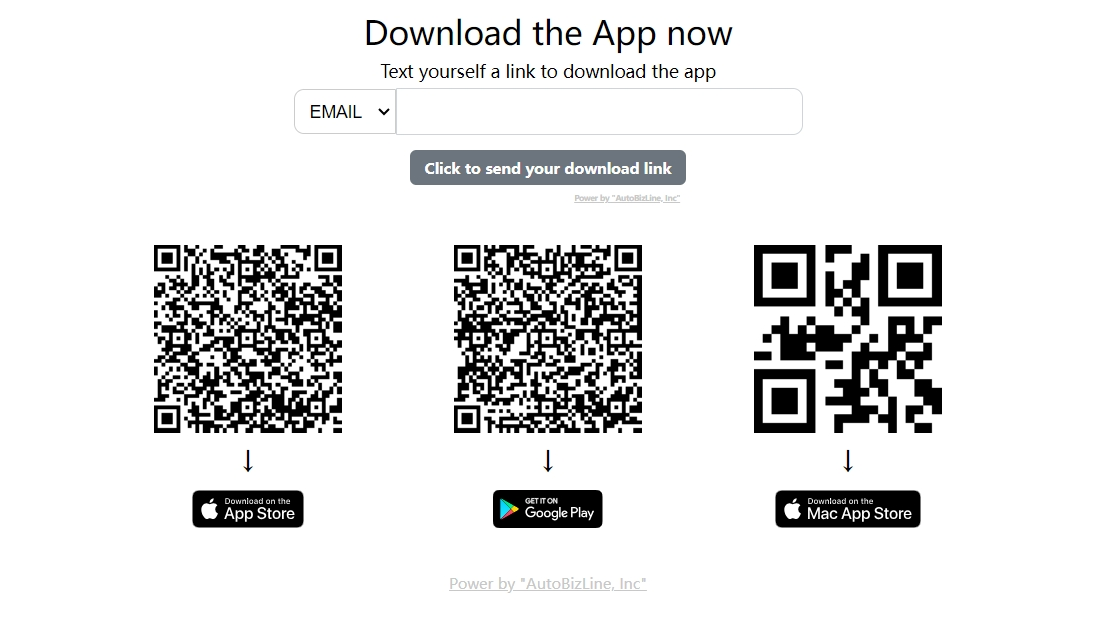 Download the App now
Text yourself a link to download the app
EMAIL
Click to send your download link
Power by "AutoBizLine, Inc"
Download on the
App Store
GET IT ON
Google Play
Download on the
Mac App Store
Power by "AutoBizLine, Inc"